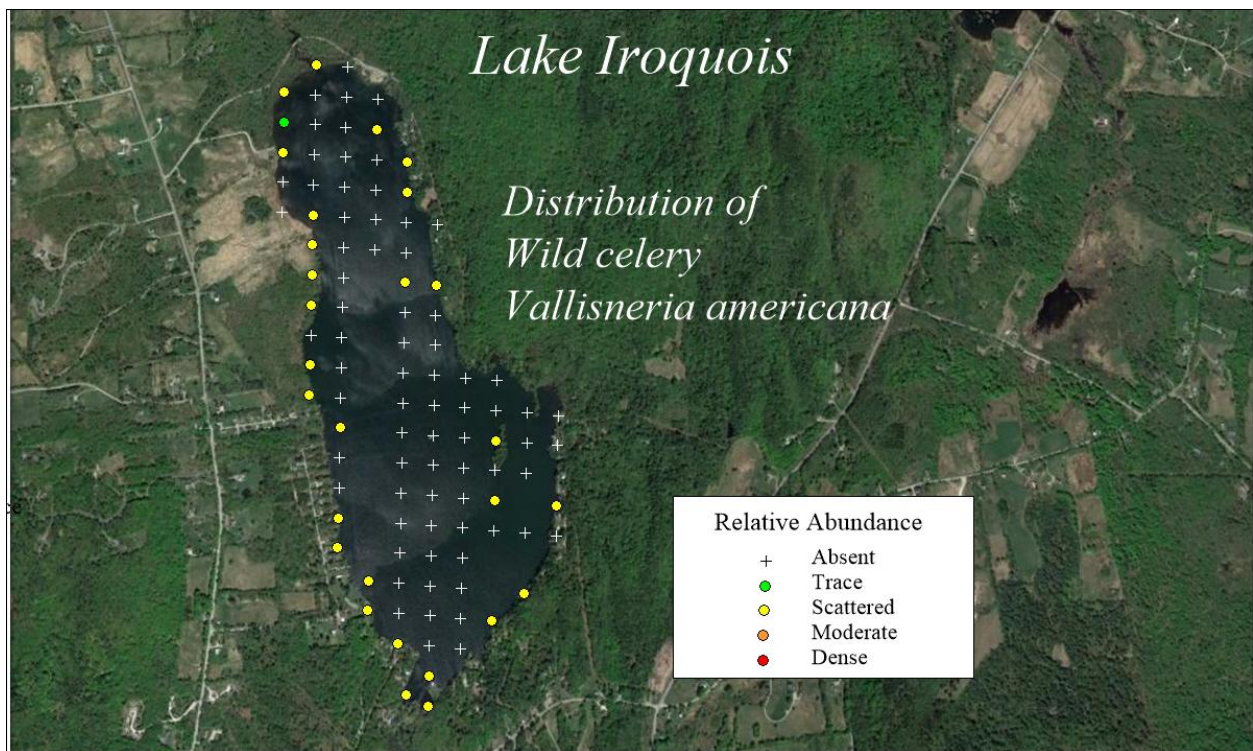 Lake Iroquois
Distribution of
Wild celery
Vallisneria americana
Relative Abundance
Absent
Trace
Scattered
Moderate
Dense